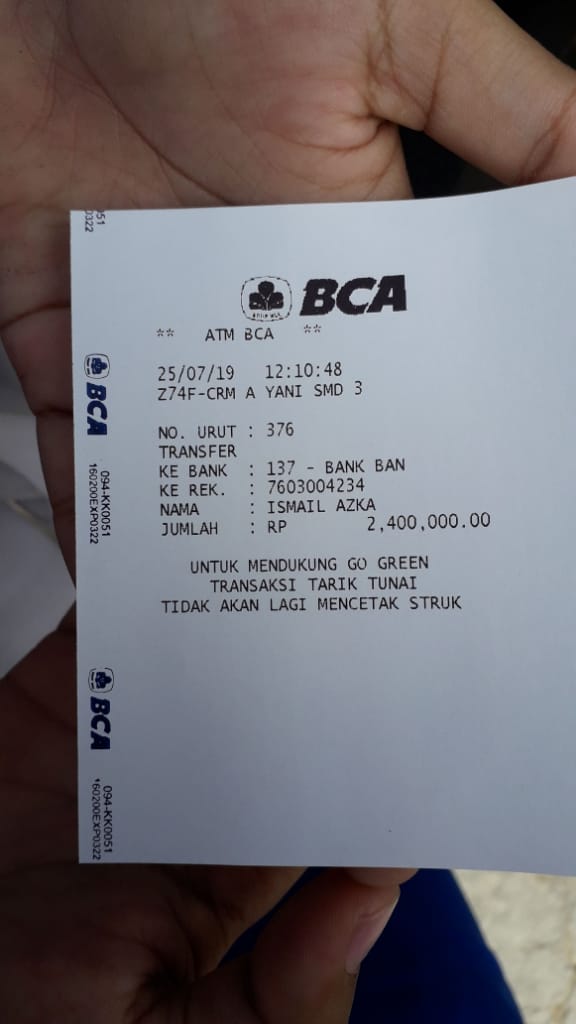 BCA
** ATM BCA **
25/07/19 12:10:48
Z74F-CRM A YANI SMD 3
NO. URUT : 376
TRANSFER
KE BANK : 137 - BANK BAN
KE REK. : 7603004234
NAMA : ISMAIL AZKA
JUMLAH : RP 2,400,000.00
UNTUK MENDUKUNG GO GREEN
TRANSAKSI TARIK TUNAI
TIDAK AKAN LAGI MENCETAK STRUK
BCA
094-KK0051
160200EXP0322
BCA
094-KK0051
160200EXP0322